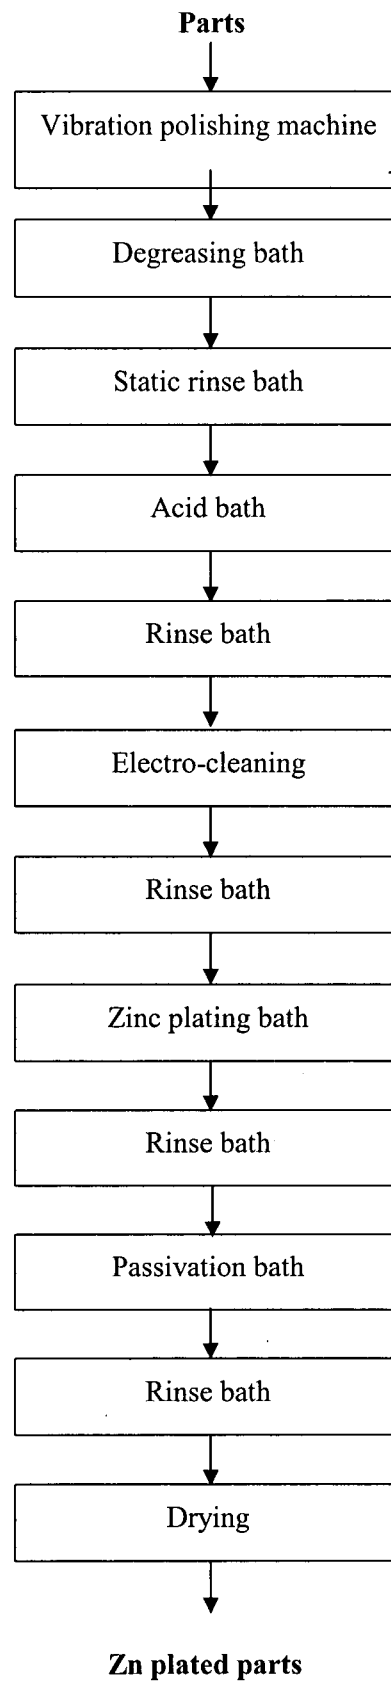 Parts
Vibration polishing machine
Degreasing bath
Static rinse bath
Acid bath
Rinse bath
Electro-cleaning
Rinse bath
Zinc plating bath
Rinse bath
Passivation bath
Rinse bath
Drying
Zn plated parts